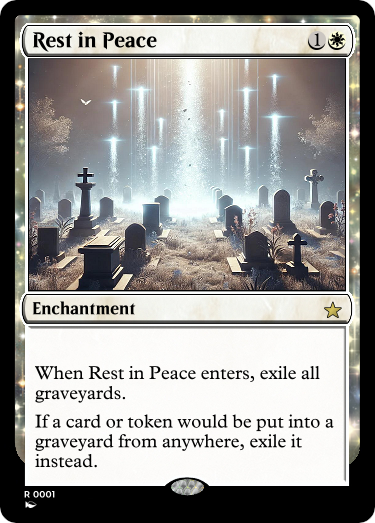 Rest in Peace 1
Enchantment
When Rest in Peace enters, exile all
graveyards.
If a card or token would be put into a
graveyard from anywhere, exile it
instead.
R 0001